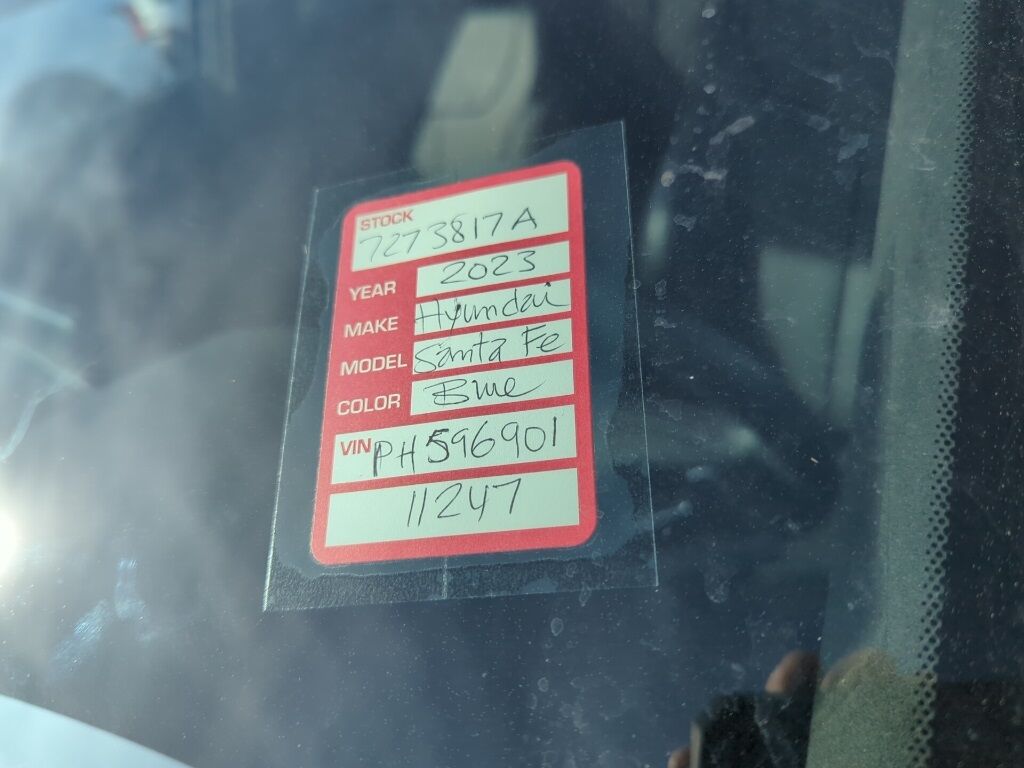 STOCK
7273817A
YEAR 2023
MAKE Hyundai
MODEL Santa Fe
COLOR Blue
VIN PH596901
11247